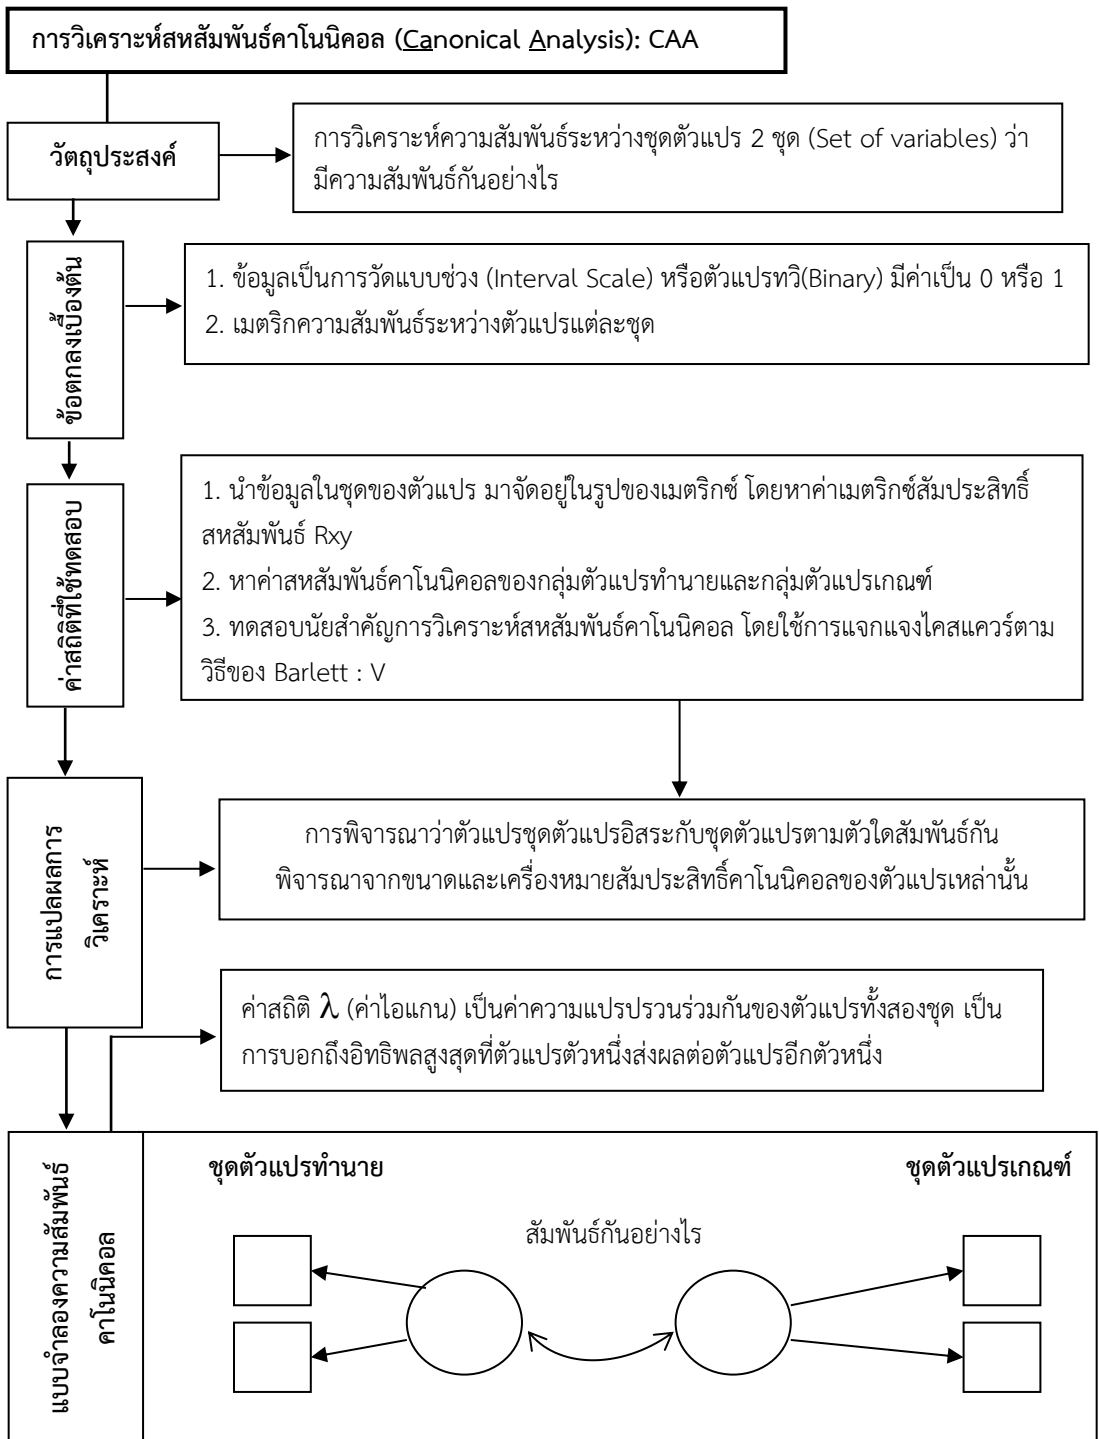 การวิเคราะห์สหสัมพันธ์คาโนนิคอล (Canonical Analysis): CAA
วัตถุประสงค์
การวิเคราะห์ความสัมพันธ์ระหว่างชุดตัวแปร 2 ชุด (Set of variables) ว่า
มีความสัมพันธ์กันอย่างไร
ข้อตกลงเบื้องต้น
1. ข้อมูลเป็นการวัดแบบช่วง (Interval Scale) หรือตัวแปรทวิ(Binary) มีค่าเป็น 0 หรือ 1
2. เมตริกความสัมพันธ์ระหว่างตัวแปรแต่ละชุด
ค่าสถิติที่ใช้ทดสอบ
1. นำข้อมูลในชุดของตัวแปร มาจัดอยู่ในรูปของเมตริกซ์ โดยหาค่าเมตริกซ์สัมประสิทธิ์
สหสัมพันธ์ Rxy
2. หาค่าสหสัมพันธ์คาโนนิคอลของกลุ่มตัวแปรทำนายและกลุ่มตัวแปรเกณฑ์
3. ทดสอบนัยสำคัญการวิเคราะห์สหสัมพันธ์คาโนนิคอล โดยใช้การแจกแจงไคสแควร์ตาม
วิธีของ Barlett : V
การแปลผลการ
วิเคราะห์
การพิจารณาว่าตัวแปรชุดตัวแปรอิสระกับชุดตัวแปรตามตัวใดสัมพันธ์กัน
พิจารณาจากขนาดและเครื่องหมายสัมประสิทธิ์คาโนนิคอลของตัวแปรเหล่านั้น
ค่าสถิติ λ (ค่าไอแกน) เป็นค่าความแปรปรวนร่วมกันของตัวแปรทั้งสองชุด เป็น
การบอกถึงอิทธิพลสูงสุดที่ตัวแปรตัวหนึ่งส่งผลต่อตัวแปรอีกตัวหนึ่ง
แบบจำลองความสัมพันธ์
คาโนนิคอล
ชุดตัวแปรทำนาย
ชุดตัวแปรเกณฑ์
สัมพันธ์กันอย่างไร